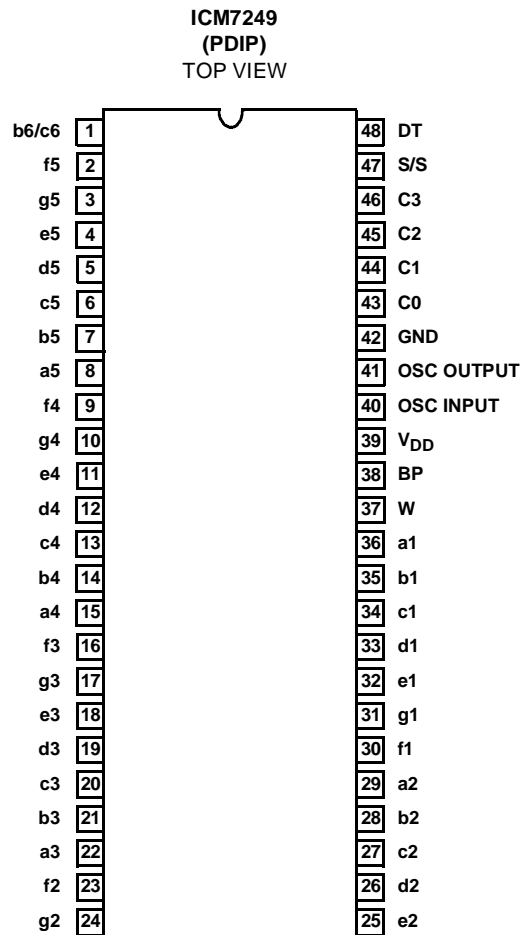 ICM7249
(PDIP)
TOP VIEW
b6/c6 1 48 DT
f5 2 47 S/S
g5 3 46 C3
e5 4 45 C2
d5 5 44 C1
c5 6 43 C0
b5 7 42 GND
a5 8 41 OSC OUTPUT
f4 9 40 OSC INPUT
g4 10 39 VDD
e4 11 38 BP
d4 12 37 W
c4 13 36 a1
b4 14 35 b1
a4 15 34 c1
f3 16 33 d1
g3 17 32 e1
e3 18 31 g1
d3 19 30 f1
c3 20 29 a2
b3 21 28 b2
a3 22 27 c2
f2 23 26 d2
g2 24 25 e2